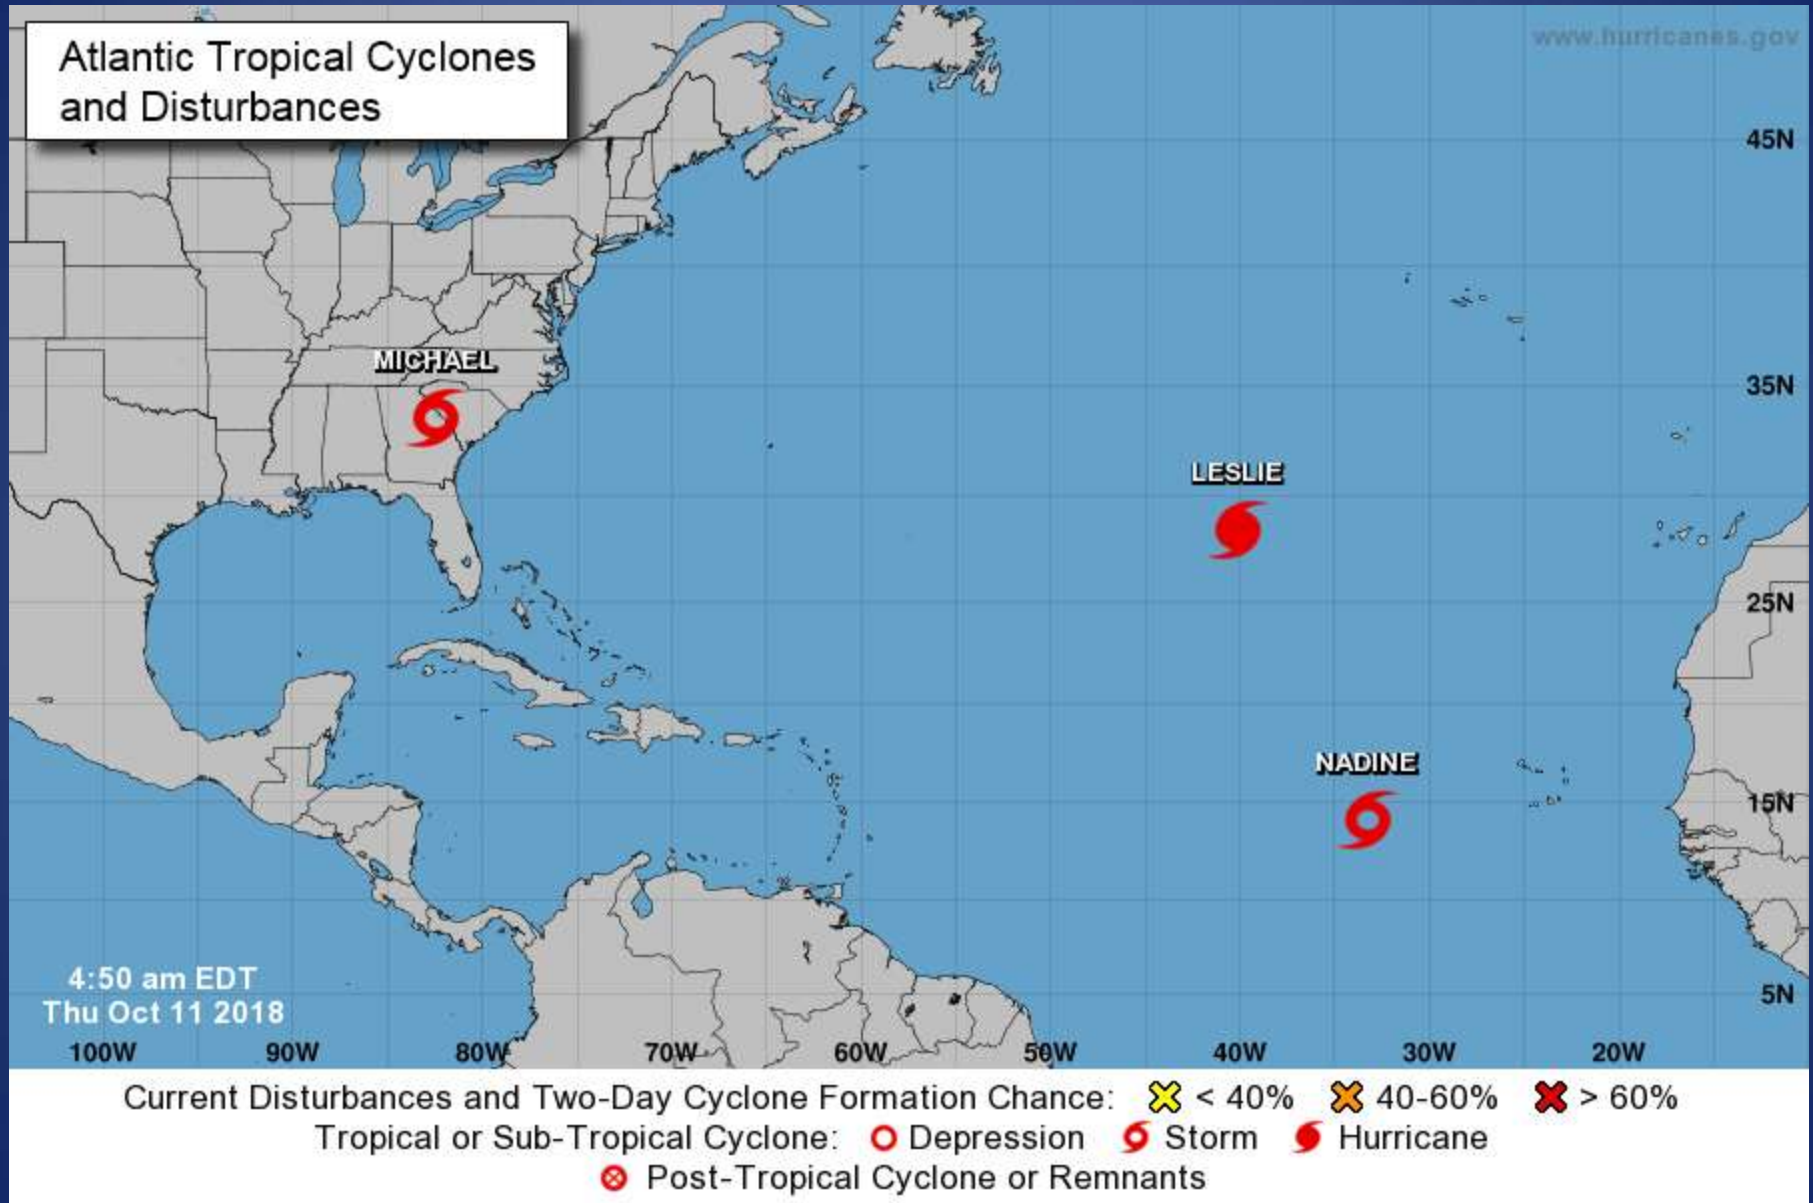 Atlantic Tropical Cyclones
and Disturbances
www.hurricanes.gov
45N
MICHAEL
35N
LESLIE
25N
NADINE
15N
4:50 am EDT
Thu Oct 11 2018
5N
100W 90W 80W 70W 60W 50W 40W 30W 20W
Current Disturbances and Two-Day Cyclone Formation Chance: < 40% 40-60% > 60%
Tropical or Sub-Tropical Cyclone: Depression Storm Hurricane
Post-Tropical Cyclone or Remnants